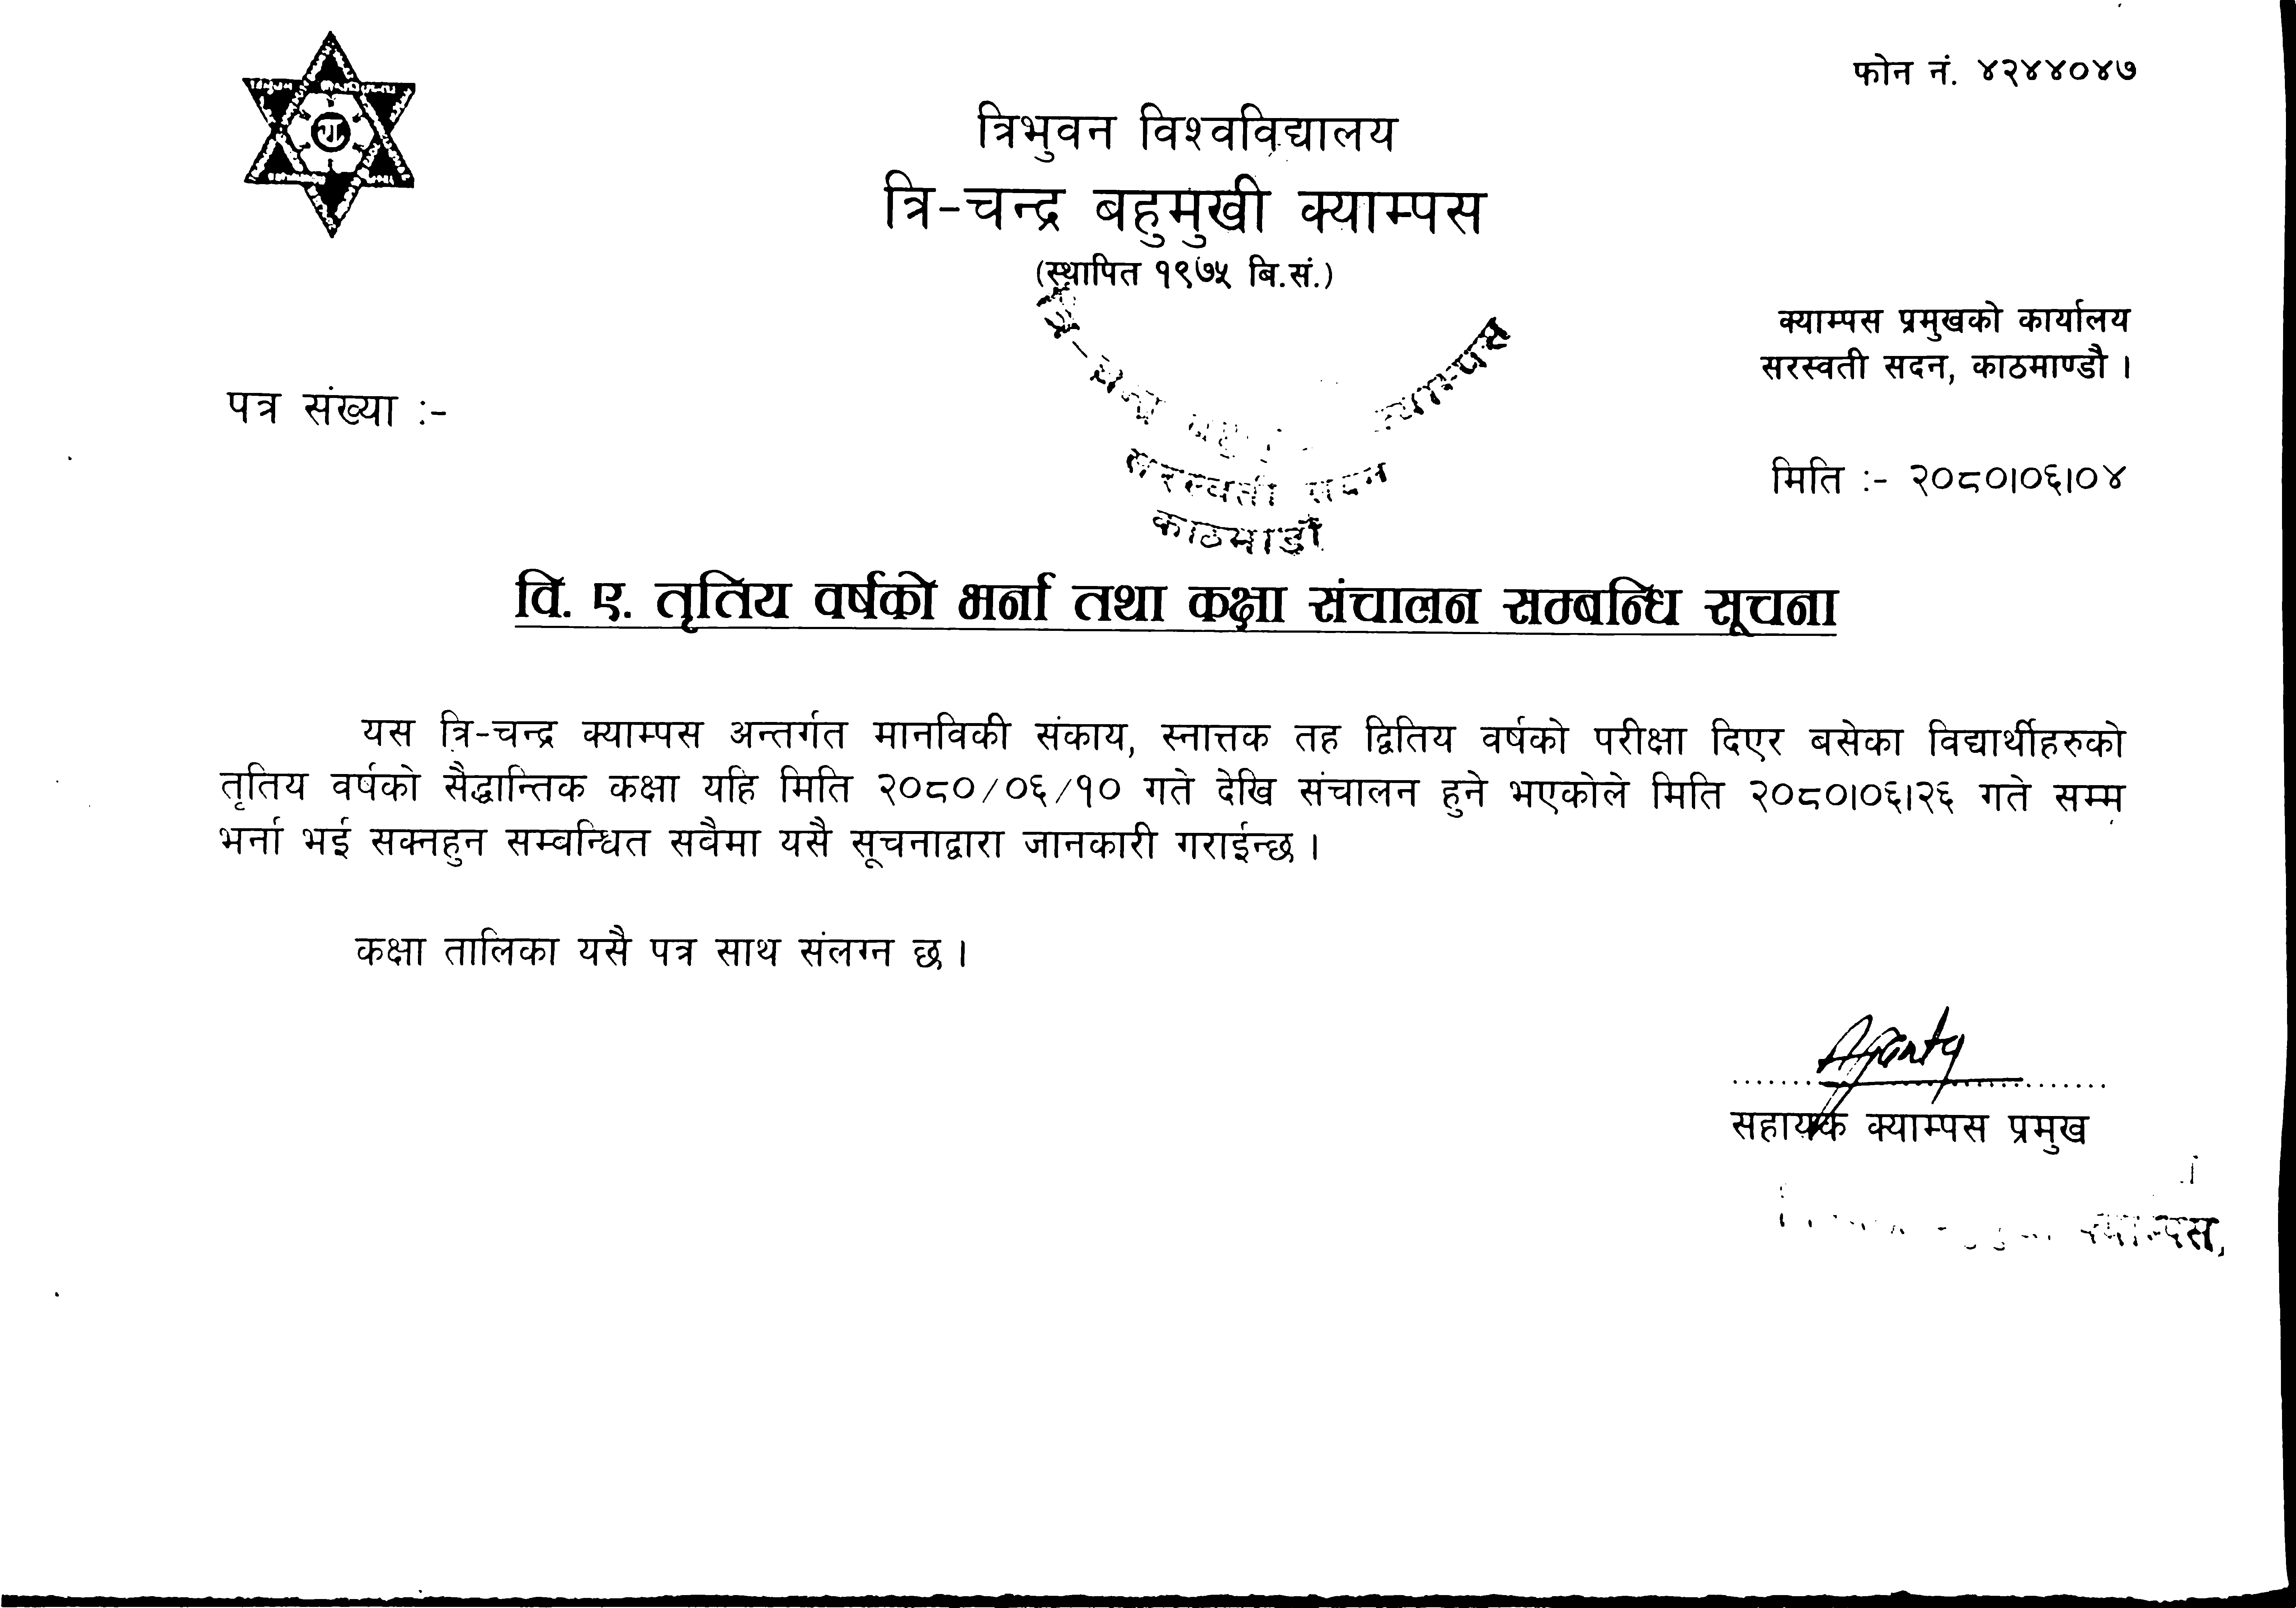 फोन नं. ४२४४०४७
त्रिभुवन विश्वविद्यालय
त्रि-चन्द्र बहुमुखी क्याम्पस
(स्थापित १९७५ बि.सं.)
क्याम्पस प्रमुखको कार्यालय
सरस्वती सदन, काठमाण्डौ ।
पत्र संख्या :-
क्याम्पस
सरस्वती सदन
काठमाडौं
मिति :- २०८०।०६।०४
वि. ए. तृतिय वर्षको भर्ना तथा कक्षा संचालन सम्बन्धि सूचना
यस त्रि-चन्द्र क्याम्पस अन्तर्गत मानविकी संकाय, स्नात्तक तह द्वितिय वर्षको परीक्षा दिएर बसेका विद्यार्थीहरुको
तृतिय वर्षको सैद्धान्तिक कक्षा यहि मिति २०८०/०६/१० गते देखि संचालन हुने भएकोले मिति २०८०।०६।२६ गते सम्म
भर्ना भई सक्नहुन सम्वन्धित सवैमा यसै सूचनाद्वारा जानकारी गराईन्छ ।
कक्षा तालिका यसै पत्र साथ संलग्न छ ।
सहायक क्याम्पस प्रमुख
क्याम्पस,